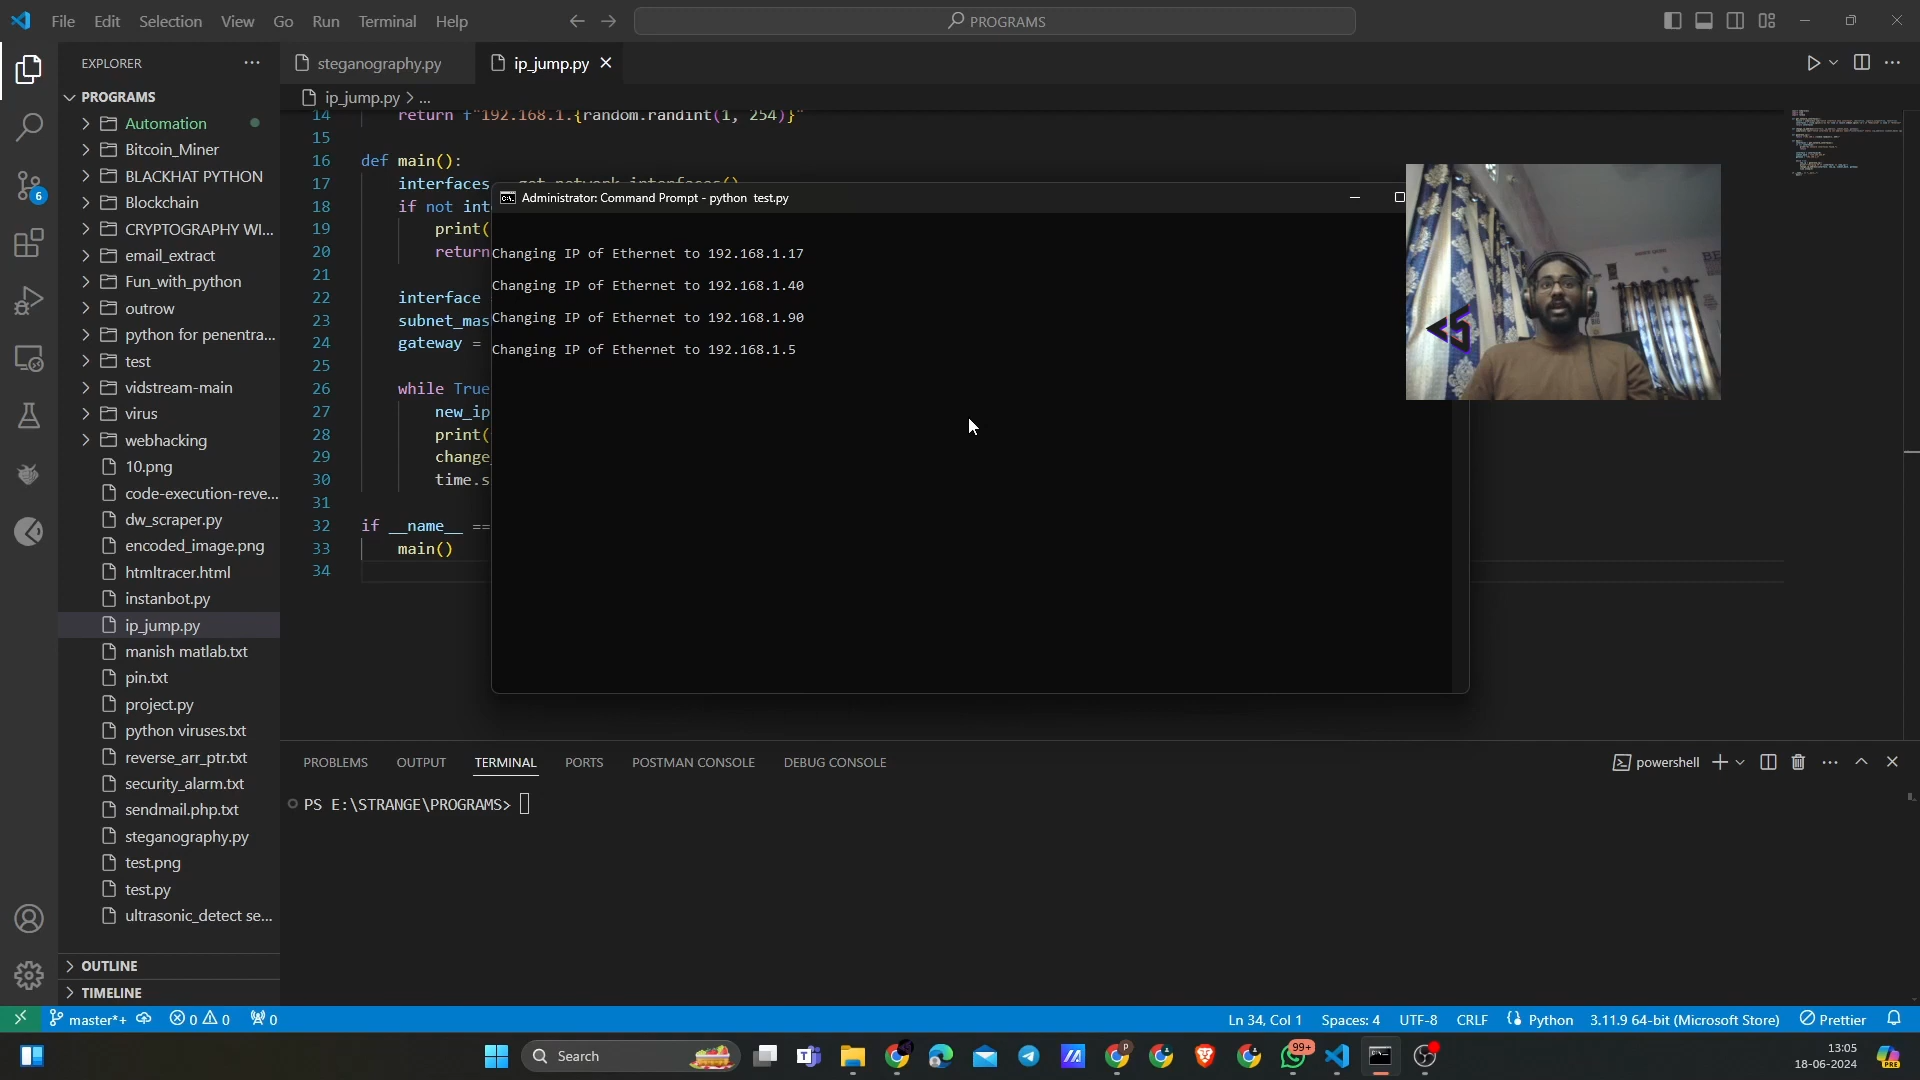 File Edit Selection View Go Run Terminal Help
PROGRAMS
EXPLORER
steganography.py
ip_jump.py
PROGRAMS
ip_jump.py > ...
Automation
Bitcoin_Miner
BLACKHAT PYTHON
Blockchain
CRYPTOGRAPHY WI...
email_extract
Fun_with_python
outrow
python for penentra...
test
vidstream-main
virus
webhacking
10.png
code-execution-reve...
dw_scraper.py
encoded_image.png
htmltracer.html
instanbot.py
ip_jump.py
manish matlab.txt
pin.txt
project.py
python viruses.txt
reverse_arr_ptr.txt
security_alarm.txt
sendmail.php.txt
steganography.py
test.png
test.py
ultrasonic_detect se...
OUTLINE
TIMELINE
6
14 return f"192.168.1.{random.randint(1, 254)}"
15
16 def main():
17 interfaces get_network_interfaces()
18 if not int
19 print(
20 return
21
22 interface
23 subnet_mas
24 gateway =
25
26 while True
27 new_ip
28 print(
29 change_
30 time.s
31
32 if __name__ ==
33 main()
34
Administrator: Command Prompt - python test.py
Changing IP of Ethernet to 192.168.1.17
Changing IP of Ethernet to 192.168.1.40
Changing IP of Ethernet to 192.168.1.90
Changing IP of Ethernet to 192.168.1.5
PROBLEMS OUTPUT TERMINAL PORTS POSTMAN CONSOLE DEBUG CONSOLE
powershell
PS E:\STRANGE\PROGRAMS>
master*+ 0 0 0
Ln 34, Col 1 Spaces: 4 UTF-8 CRLF Python 3.11.9 64-bit (Microsoft Store) Prettier
Search
99+
13:05
18-06-2024
PRE